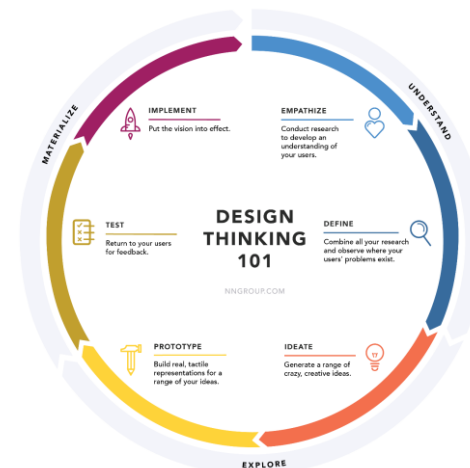 DESIGN
THINKING
101
NNGROUP.COM
UNDERSTAND
EMPATHIZE
Conduct research
to develop an
understanding of
your users.
DEFINE
Combine all your research
and observe where your
users' problems exist.
EXPLORE
IDEATE
Generate a range of
crazy, creative ideas.
PROTOTYPE
Build real, tactile
representations for a
range of your ideas.
MATERIALIZE
TEST
Return to your users
for feedback.
IMPLEMENT
Put the vision into effect.